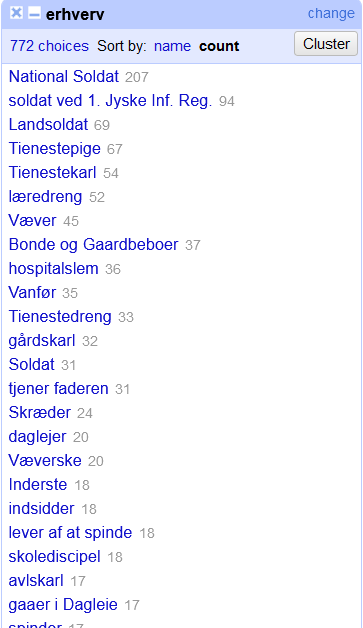 erhverv change
772 choices Sort by: name count Cluster
National Soldat 207
soldat ved 1. Jyske Inf. Reg. 94
Landsoldat 69
Tienestepige 67
Tienestekarl 54
læredreng 52
Væver 45
Bonde og Gaardbeboer 37
hospitalslem 36
Vanfør 35
Tienestedreng 33
gårdskarl 32
Soldat 31
tjener faderen 31
Skræder 24
daglejer 20
Væverske 20
Inderste 18
indsidder 18
lever af at spinde 18
skolediscipel 18
avlskarl 17
gaaer i Dagleie 17
spinder 17